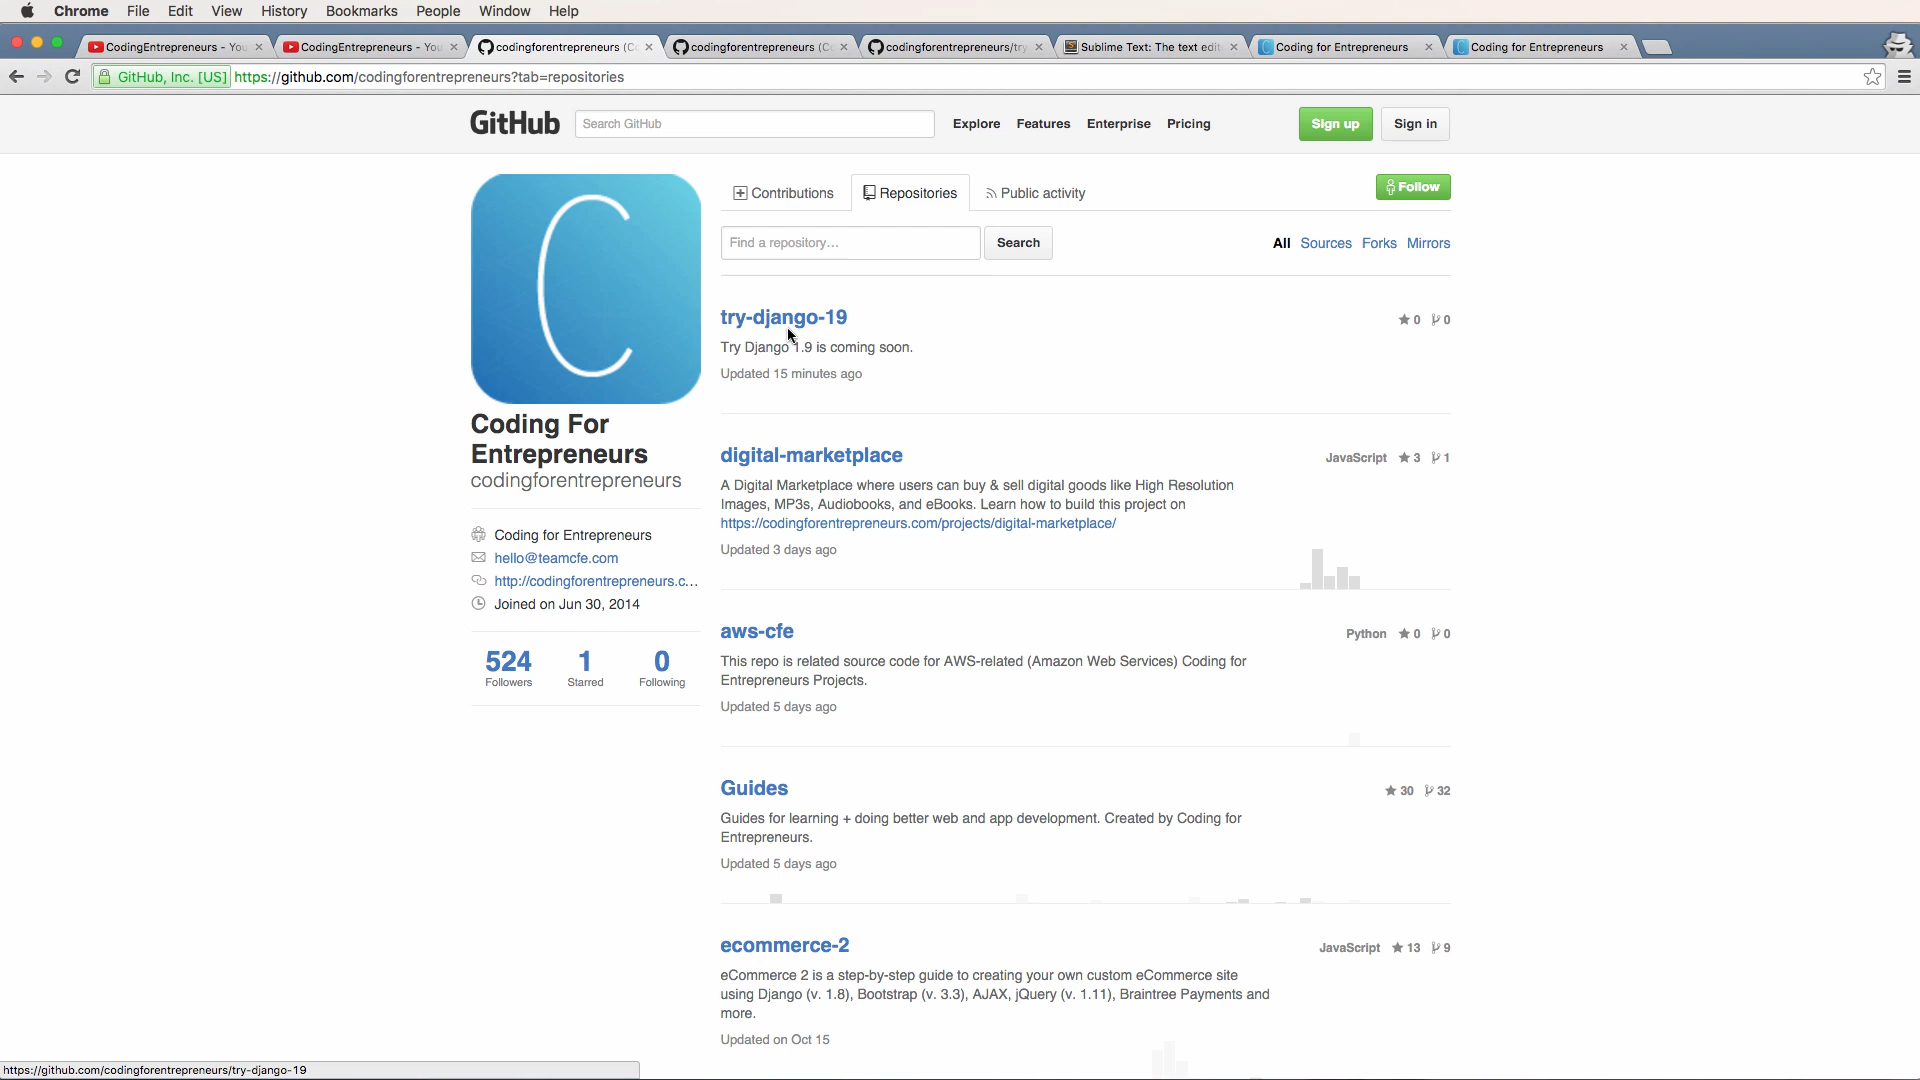 Chrome File Edit View History Bookmarks People Window Help
CodingEntrepreneurs - You
CodingEntrepreneurs - You
codingforentrepreneurs (C
codingforentrepreneurs (C
codingforentrepreneurs/try
Sublime Text: The text edit
Coding for Entrepreneurs
Coding for Entrepreneurs
GitHub, Inc. [US] https://github.com/codingforentrepreneurs?tab=repositories
GitHub Search GitHub Explore Features Enterprise Pricing Sign up Sign in
Contributions Repositories Public activity Follow
Find a repository... Search All Sources Forks Mirrors
try-django-19 0 0
Try Django 1.9 is coming soon.
Updated 15 minutes ago
C
Coding For
Entrepreneurs
codingforentrepreneurs
Coding for Entrepreneurs
hello@teamcfe.com
http://codingforentrepreneurs.c...
Joined on Jun 30, 2014
524 1 0
Followers Starred Following
digital-marketplace JavaScript 3 1
A Digital Marketplace where users can buy & sell digital goods like High Resolution
Images, MP3s, Audiobooks, and eBooks. Learn how to build this project on
https://codingforentrepreneurs.com/projects/digital-marketplace/
Updated 3 days ago
aws-cfe Python 0 0
This repo is related source code for AWS-related (Amazon Web Services) Coding for
Entrepreneurs Projects.
Updated 5 days ago
Guides 30 32
Guides for learning + doing better web and app development. Created by Coding for
Entrepreneurs.
Updated 5 days ago
ecommerce-2 JavaScript 13 9
eCommerce 2 is a step-by-step guide to creating your own custom eCommerce site
using Django (v. 1.8), Bootstrap (v. 3.3), AJAX, jQuery (v. 1.11), Braintree Payments and
more.
Updated on Oct 15
https://github.com/codingforentrepreneurs/try-django-19